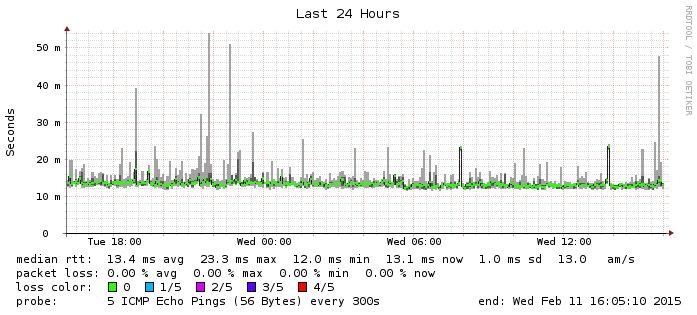 Last 24 Hours
RRDTOOL / TOBI OETIKER
Seconds
50 m
40 m
30 m
20 m
10 m
0
Tue 18:00 Wed 00:00 Wed 06:00 Wed 12:00
median rtt: 13.4 ms avg 23.3 ms max 12.0 ms min 13.1 ms now 1.0 ms sd 13.0 am/s
packet loss: 0.00 % avg 0.00 % max 0.00 % min 0.00 % now
loss color: 0 1/5 2/5 3/5 4/5
probe: 5 ICMP Echo Pings (56 Bytes) every 300s end: Wed Feb 11 16:05:10 2015